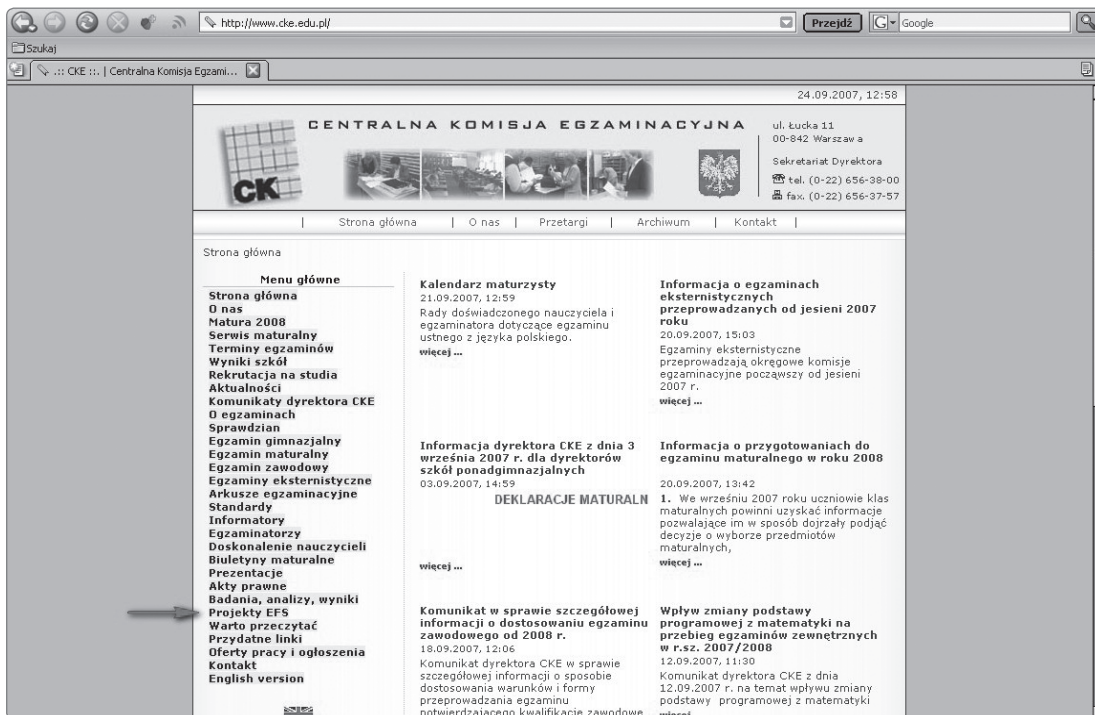 http://www.cke.edu.pl/
Przejdź
G
Google
Szukaj
.:: CKE ::. | Centralna Komisja Egzami...
24.09.2007, 12:58
CENTRALNA KOMISJA EGZAMINACYJNA
CK
ul. Łucka 11
00-842 Warszawa
Sekretariat Dyrektora
tel. (0-22) 656-38-00
fax. (0-22) 656-37-57
| Strona główna | O nas | Przetargi | Archiwum | Kontakt |
Strona główna
Menu główne
Strona główna
O nas
Matura 2008
Serwis maturalny
Terminy egzaminów
Wyniki szkół
Rekrutacja na studia
Aktualności
Komunikaty dyrektora CKE
O egzaminach
Sprawdzian
Egzamin gimnazjalny
Egzamin maturalny
Egzamin zawodowy
Egzaminy eksternistyczne
Arkusze egzaminacyjne
Standardy
Informatory
Egzaminatorzy
Doskonalenie nauczycieli
Biuletyny maturalne
Prezentacje
Akty prawne
Badania, analizy, wyniki
Projekty EFS
Warto przeczytać
Przydatne linki
Oferty pracy i ogłoszenia
Kontakt
English version
Kalendarz maturzysty
21.09.2007, 12:59
Rady doświadczonego nauczyciela i
egzaminatora dotyczące egzaminu
ustnego z języka polskiego.
więcej ...
Informacja o egzaminach
eksternistycznych
przeprowadzanych od jesieni 2007
roku
20.09.2007, 15:03
Egzaminy eksternistyczne
przeprowadzają okręgowe komisje
egzaminacyjne począwszy od jesieni
2007 r.
więcej ...
Informacja dyrektora CKE z dnia 3
września 2007 r. dla dyrektorów
szkół ponadgimnazjalnych
03.09.2007, 14:59
DEKLARACJE MATURALN
więcej ...
Informacja o przygotowaniach do
egzaminu maturalnego w roku 2008
20.09.2007, 13:42
1. We wrześniu 2007 roku uczniowie klas
maturalnych powinni uzyskać informacje
pozwalające im w sposób dojrzały podjąć
decyzje o wyborze przedmiotów
maturalnych,
więcej ...
Komunikat w sprawie szczegółowej
informacji o dostosowaniu egzaminu
zawodowego od 2008 r.
18.09.2007, 12:06
Komunikat dyrektora CKE w sprawie
szczegółowej informacji o sposobie
dostosowania warunków i formy
przeprowadzania egzaminu
potwierdzającego kwalifikacje zawodowe
Wpływ zmiany podstawy
programowej z matematyki na
przebieg egzaminów zewnętrznych
w r.sz. 2007/2008
12.09.2007, 11:30
Komunikat dyrektora CKE z dnia
12.09.2007 r. na temat wpływu zmiany
podstawy programowej z matematyki
więcej ...